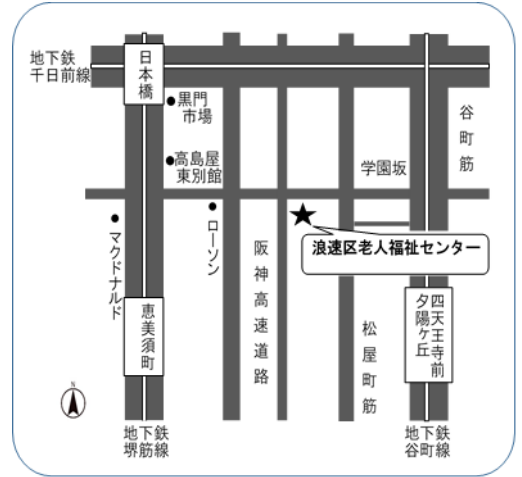 地下鉄
千日前線
日本橋
●黒門
市場
●高島屋
東別館
谷町筋
学園坂
●
マクドナルド
●
ローソン
★
浪速区老人福祉センター
阪神高速道路
恵美須町
松屋町筋
四天王寺前
夕陽ヶ丘
N
地下鉄
堺筋線
地下鉄
谷町線